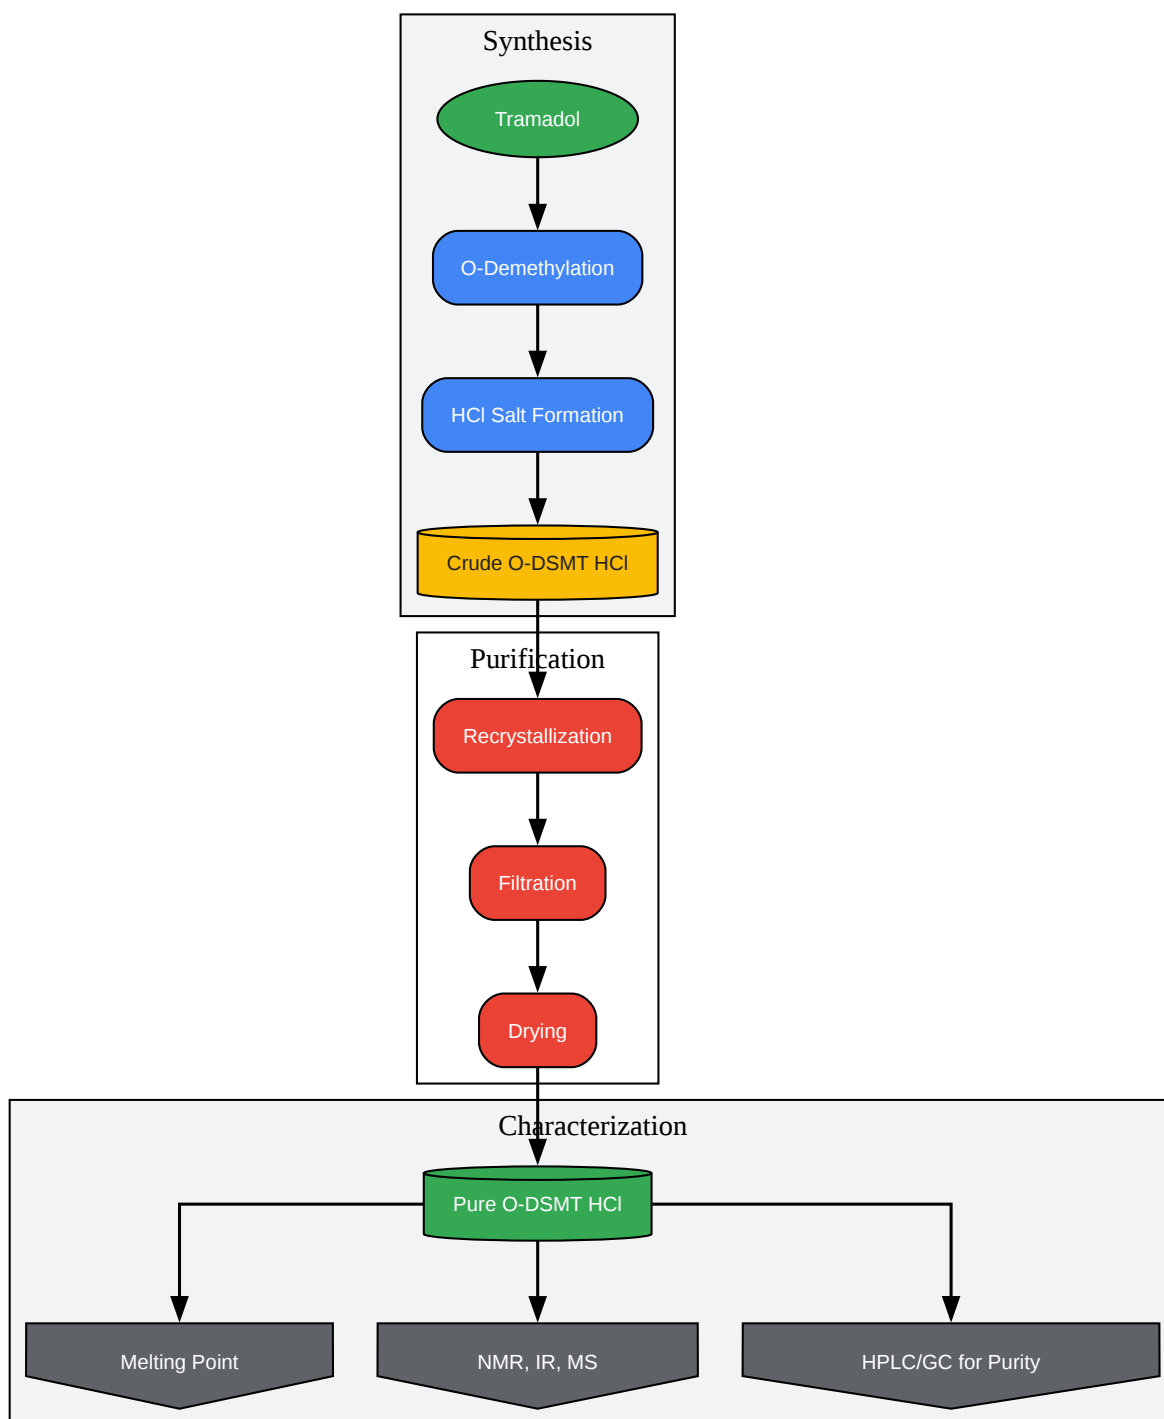 Synthesis
Tramadol
O-Demethylation
HCl Salt Formation
Crude O-DSMT HCl
Purification
Recrystallization
Filtration
Drying
Characterization
Pure O-DSMT HCl
Melting Point
NMR, IR, MS
HPLC/GC for Purity